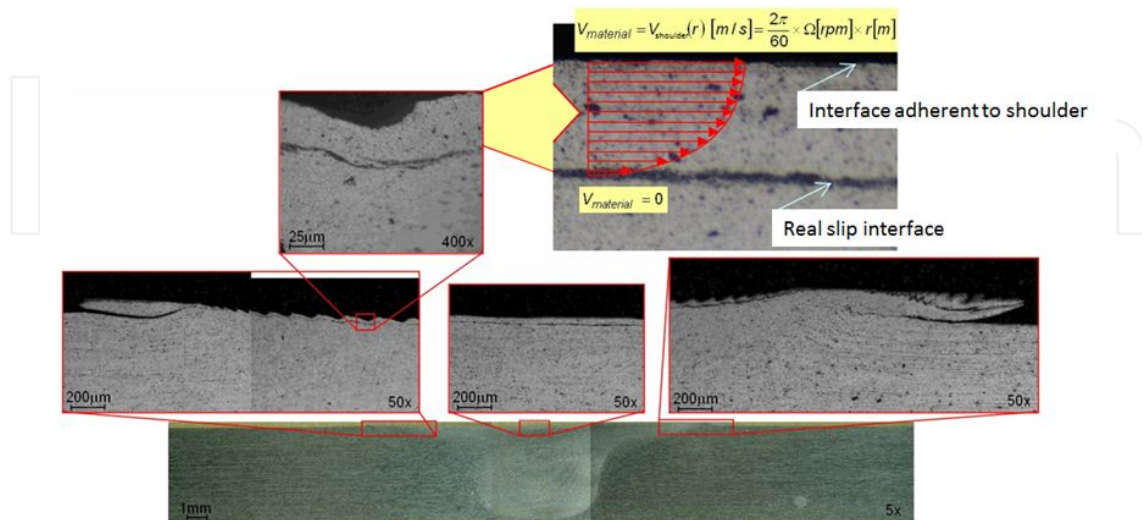 V_material = V_shoulder(r) [m/s] = 2π/60 × Ω[rpm] × r[m]
Interface adherent to shoulder
V_material = 0
Real slip interface
25μm 400x
200μm 50x
50x
200μm 50x
1mm 5x